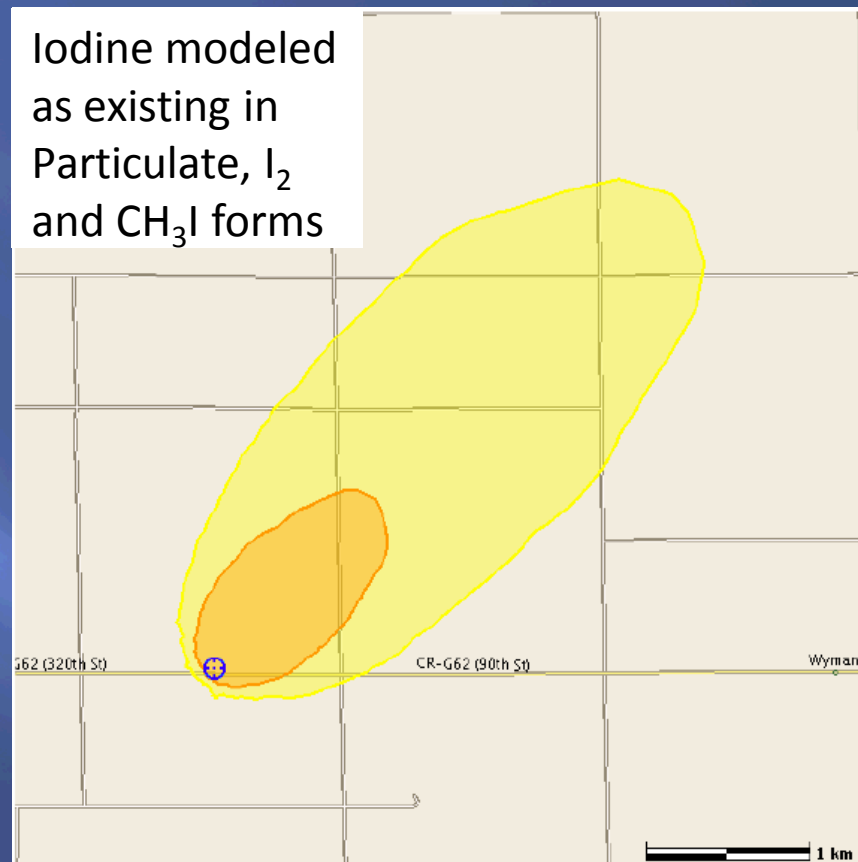 Iodine modeled
as existing in
Particulate, I₂
and CH₃I forms
G62 (320th St)
CR-G62 (90th St)
Wyman
1 km